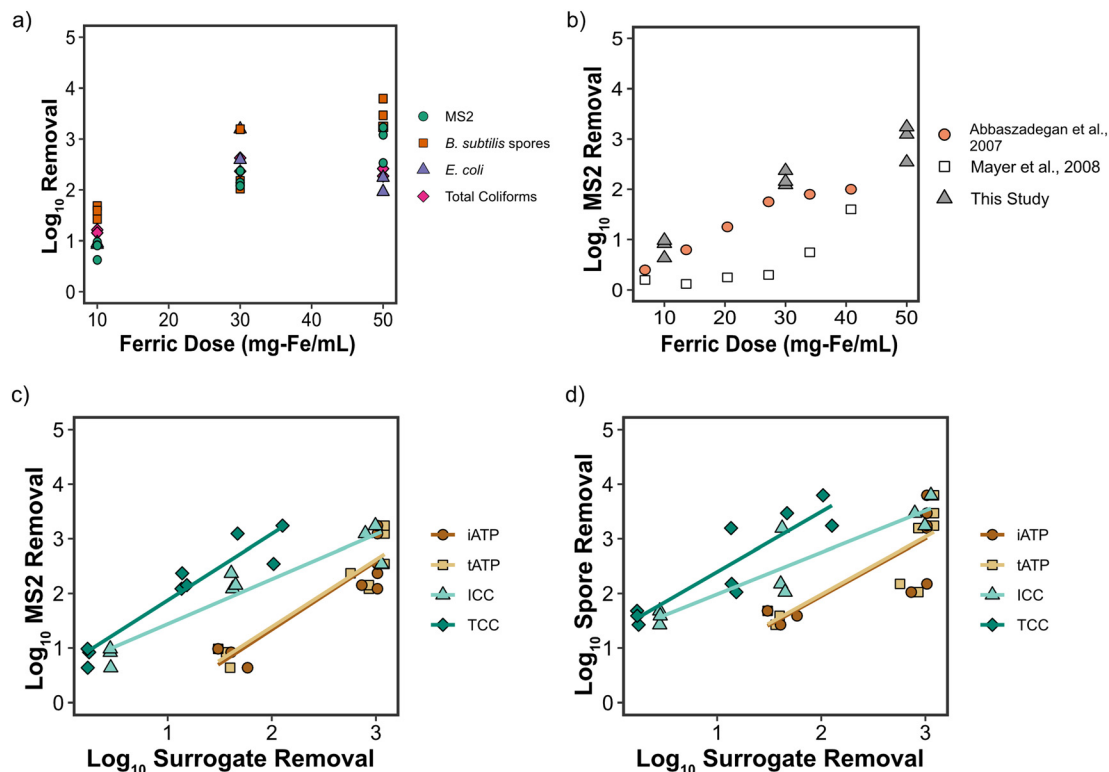 a)
Log10 Removal
5
4
3
2
1
0
10
20
30
40
50
Ferric Dose (mg-Fe/mL)
MS2
B. subtilis spores
E. coli
Total Coliforms
b)
Log10 MS2 Removal
5
4
3
2
1
0
10
20
30
40
50
Ferric Dose (mg-Fe/mL)
Abbaszadegan et al.,
2007
Mayer et al., 2008
This Study
c)
Log10 MS2 Removal
5
4
3
2
1
0
1
2
3
Log10 Surrogate Removal
iATP
tATP
ICC
TCC
d)
Log10 Spore Removal
5
4
3
2
1
0
1
2
3
Log10 Surrogate Removal
iATP
tATP
ICC
TCC